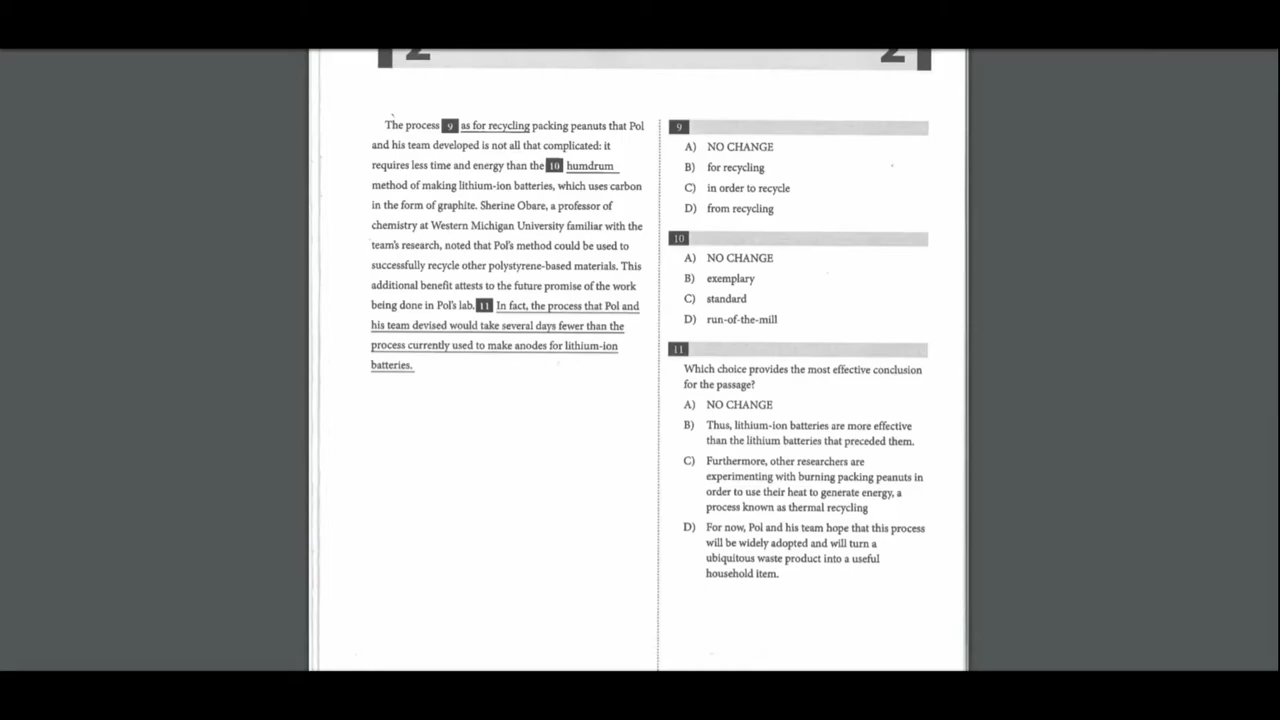 2 2
The process 9 as for recycling packing peanuts that Pol
and his team developed is not all that complicated: it
requires less time and energy than the 10 humdrum
method of making lithium-ion batteries, which uses carbon
in the form of graphite. Sherine Obare, a professor of
chemistry at Western Michigan University familiar with the
team's research, noted that Pol's method could be used to
successfully recycle other polystyrene-based materials. This
additional benefit attests to the future promise of the work
being done in Pol's lab. 11 In fact, the process that Pol and
his team devised would take several days fewer than the
process currently used to make anodes for lithium-ion
batteries.
9
A) NO CHANGE
B) for recycling
C) in order to recycle
D) from recycling
10
A) NO CHANGE
B) exemplary
C) standard
D) run-of-the-mill
11
Which choice provides the most effective conclusion
for the passage?
A) NO CHANGE
B) Thus, lithium-ion batteries are more effective
than the lithium batteries that preceded them.
C) Furthermore, other researchers are
experimenting with burning packing peanuts in
order to use their heat to generate energy, a
process known as thermal recycling
D) For now, Pol and his team hope that this process
will be widely adopted and will turn a
ubiquitous waste product into a useful
household item.